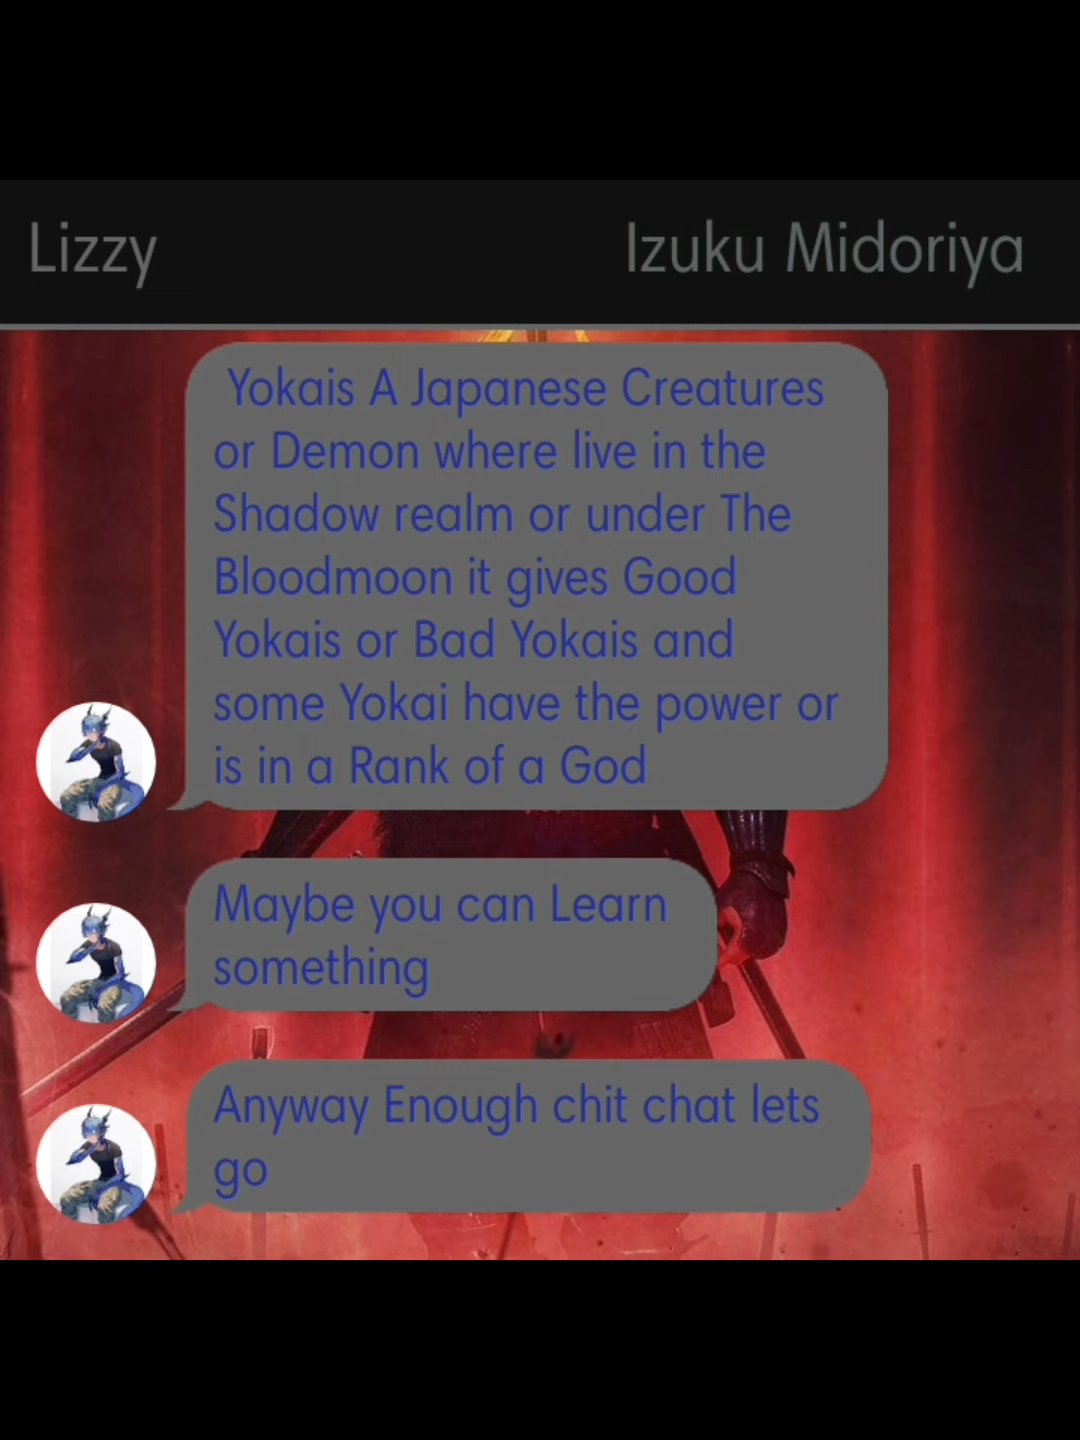 Lizzy
Izuku Midoriya
Yokais A Japanese Creatures
or Demon where live in the
Shadow realm or under The
Bloodmoon it gives Good
Yokais or Bad Yokais and
some Yokai have the power or
is in a Rank of a God
Maybe you can Learn
something
Anyway Enough chit chat lets
go